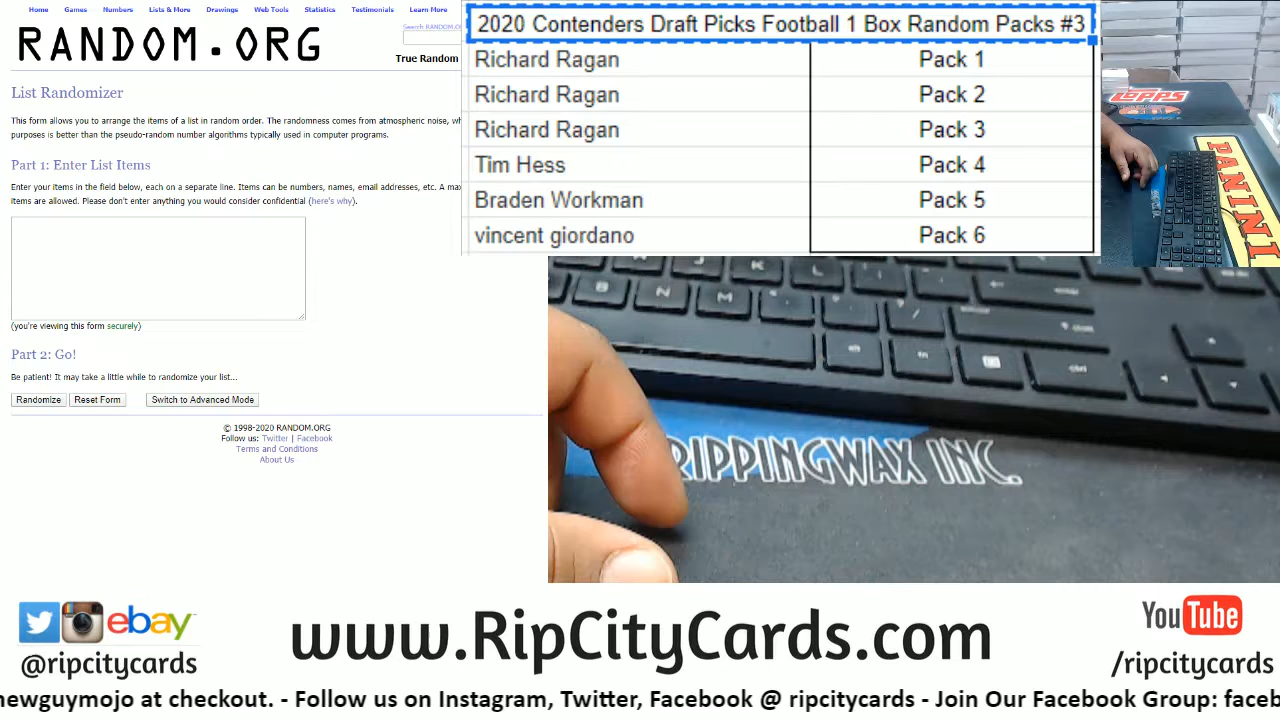 Home Games Numbers Lists & More Drawings Web Tools Statistics Testimonials Learn More
RANDOM.ORG
Search RANDOM.O
True Random
List Randomizer
This form allows you to arrange the items of a list in random order. The randomness comes from atmospheric
purposes is better than the pseudo-random number algorithms typically used in computer programs.
Part 1: Enter List Items
Enter your items in the field below, each on a separate line. Items can be numbers, names, email addresses, etc. A max
items are allowed. Please don't enter anything you would consider confidential (here's why).
(you're viewing this form securely)
Part 2: Go!
Be patient! It may take a little while to randomize your list...
Randomize Reset Form Switch to Advanced Mode
© 1998-2020 RANDOM.ORG
Follow us: Twitter | Facebook
Terms and Conditions
About Us
2020 Contenders Draft Picks Football 1 Box Random Packs #3
Richard Ragan Pack 1
Richard Ragan Pack 2
Richard Ragan Pack 3
Tim Hess Pack 4
Braden Workman Pack 5
vincent giordano Pack 6
TOPPS
PANINI
B N M
ctrl
RIPPINGWAX INC.
ebay
@ripcitycards
www.RipCityCards.com
YouTube
/ripcitycards
newguymojo at checkout. - Follow us on Instagram, Twitter, Facebook @ ripcitycards - Join Our Facebook Group: faceb